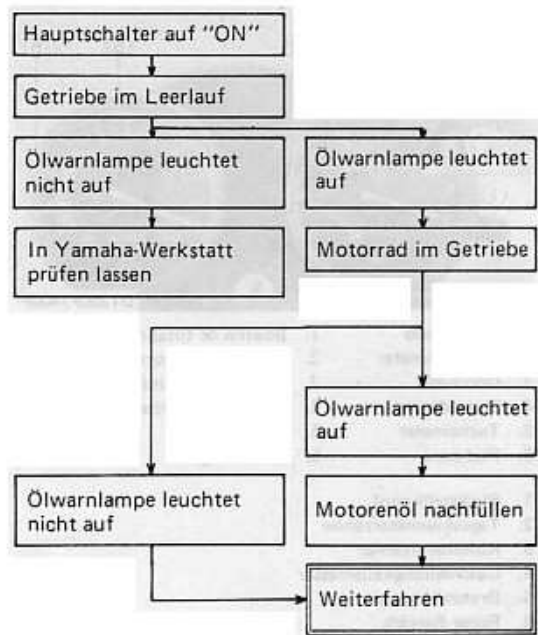 Hauptschalter auf "ON"
Getriebe im Leerlauf
Ölwarnlampe leuchtet
nicht auf
Ölwarnlampe leuchtet
auf
In Yamaha-Werkstatt
prüfen lassen
Motorrad im Getriebe
Ölwarnlampe leuchtet
auf
Ölwarnlampe leuchtet
nicht auf
Motorenöl nachfüllen
Weiterfahren